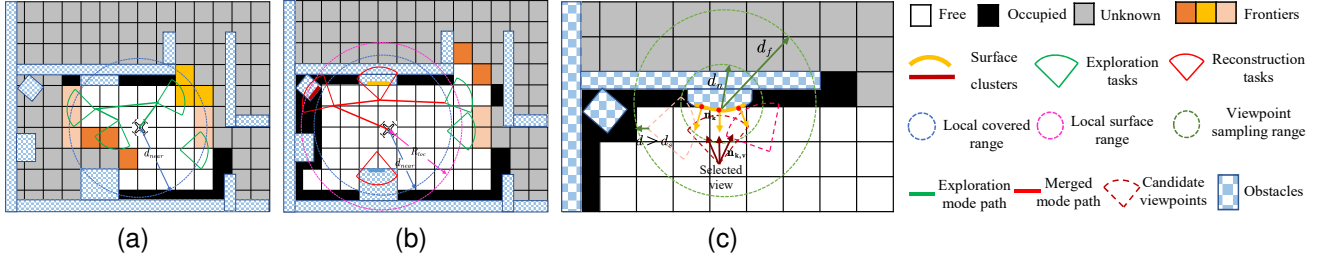 d_near
(a)
R_loc
d_near
(b)
d_f
d_n
n_k
d > d_s
n_k,v
Selected
view
(c)
Free
Occupied
Unknown
Frontiers
Surface
clusters
Exploration
tasks
Reconstruction
tasks
Local covered
range
Local surface
range
Viewpoint
sampling range
Exploration
mode path
Merged
mode path
Candidate
viewpoints
Obstacles